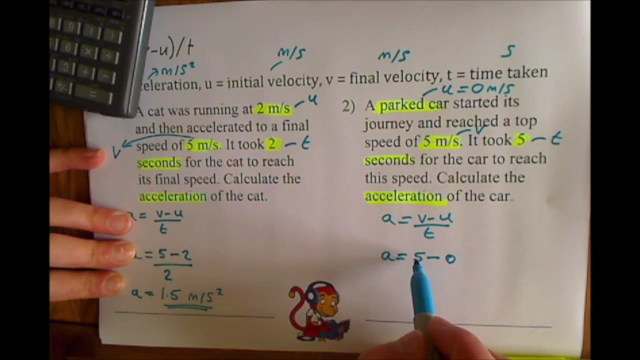 -u)/t m/s m/s s
m/s²
eleration, u = initial velocity, v = final velocity, t = time taken
u = 0 m/s
A cat was running at 2 m/s - u
and then accelerated to a final
v speed of 5 m/s. It took 2 - t
seconds for the cat to reach
its final speed. Calculate the
acceleration of the cat.
a = v-u
t
a = 5-2
2
a = 1.5 m/s²
2) A parked car started its
journey and reached a top
v
speed of 5 m/s. It took 5 - t
seconds for the car to reach
this speed. Calculate the
acceleration of the car.
a = v-u
t
a = 5-0